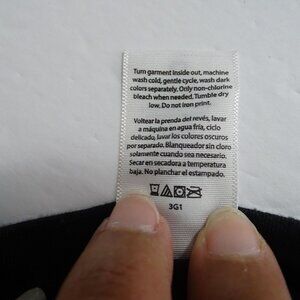 Turn garment inside out, machine
wash cold, gentle cycle, wash dark
colors separately. Only non-chlorine
bleach when needed. Tumble dry
low. Do not iron print.
Voltear la prenda del revés, lavar
a máquina en agua fría, ciclo
delicado, lavar los colores oscuros
por separado. Blanqueador sin cloro
solamente cuando sea necesario.
Secar en secadora a temperatura
baja. No planchar el estampado.
3G1